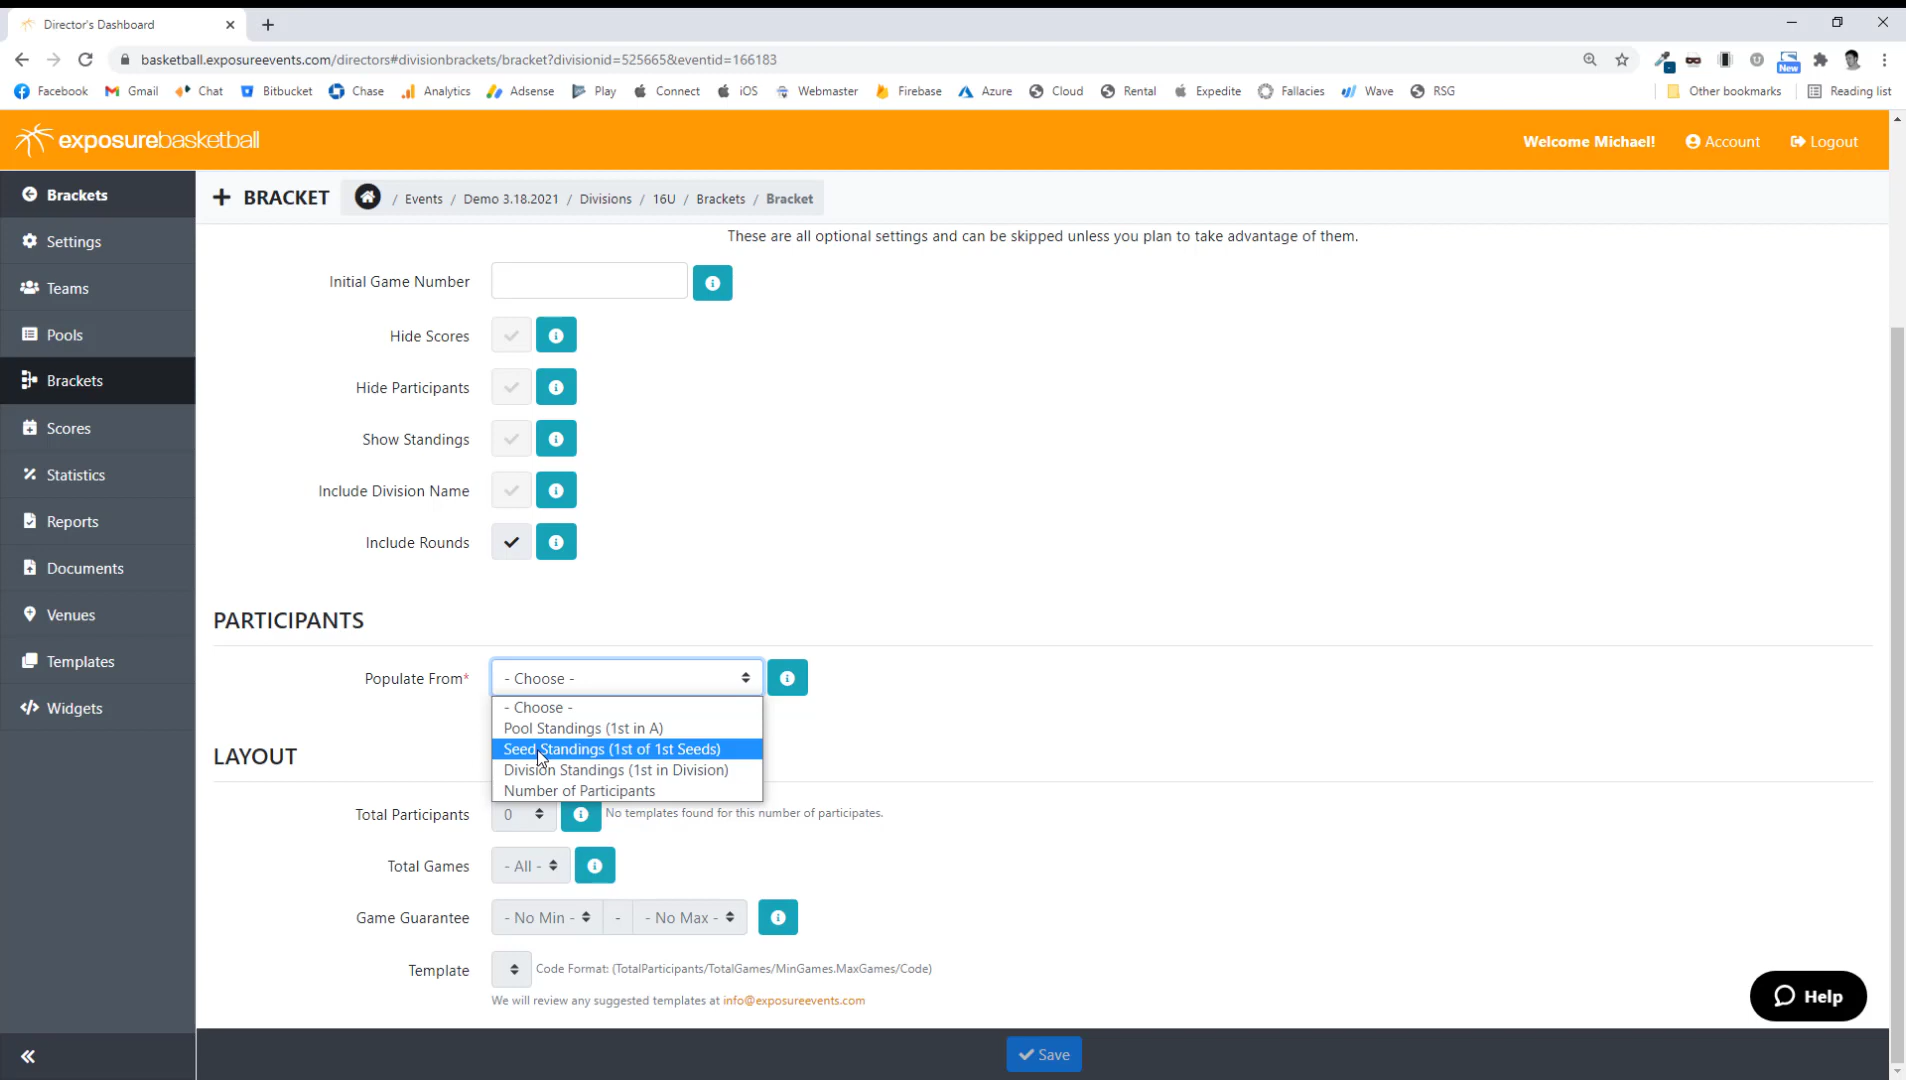 Director's Dashboard
basketball.exposureevents.com/directors#divisionbrackets/bracket?divisionid=525665&eventid=166183
New
Facebook Gmail Chat Bitbucket Chase Analytics Adsense Play Connect iOS Webmaster Firebase Azure Cloud Rental Expedite Fallacies Wave RSG Other bookmarks Reading list
exposurebasketball
Welcome Michael! Account Logout
Brackets
Settings
Teams
Pools
Brackets
Scores
Statistics
Reports
Documents
Venues
Templates
Widgets
+ BRACKET / Events / Demo 3.18.2021 / Divisions / 16U / Brackets / Bracket
These are all optional settings and can be skipped unless you plan to take advantage of them.
Initial Game Number
Hide Scores
Hide Participants
Show Standings
Include Division Name
Include Rounds
PARTICIPANTS
Populate From* - Choose -
- Choose -
Pool Standings (1st in A)
Seed Standings (1st of 1st Seeds)
Division Standings (1st in Division)
Number of Participants
LAYOUT
Total Participants 0 No templates found for this number of participates.
Total Games - All -
Game Guarantee - No Min - - - No Max -
Template Code Format: (TotalParticipants/TotalGames/MinGames.MaxGames/Code)
We will review any suggested templates at info@exposureevents.com
Help
Save